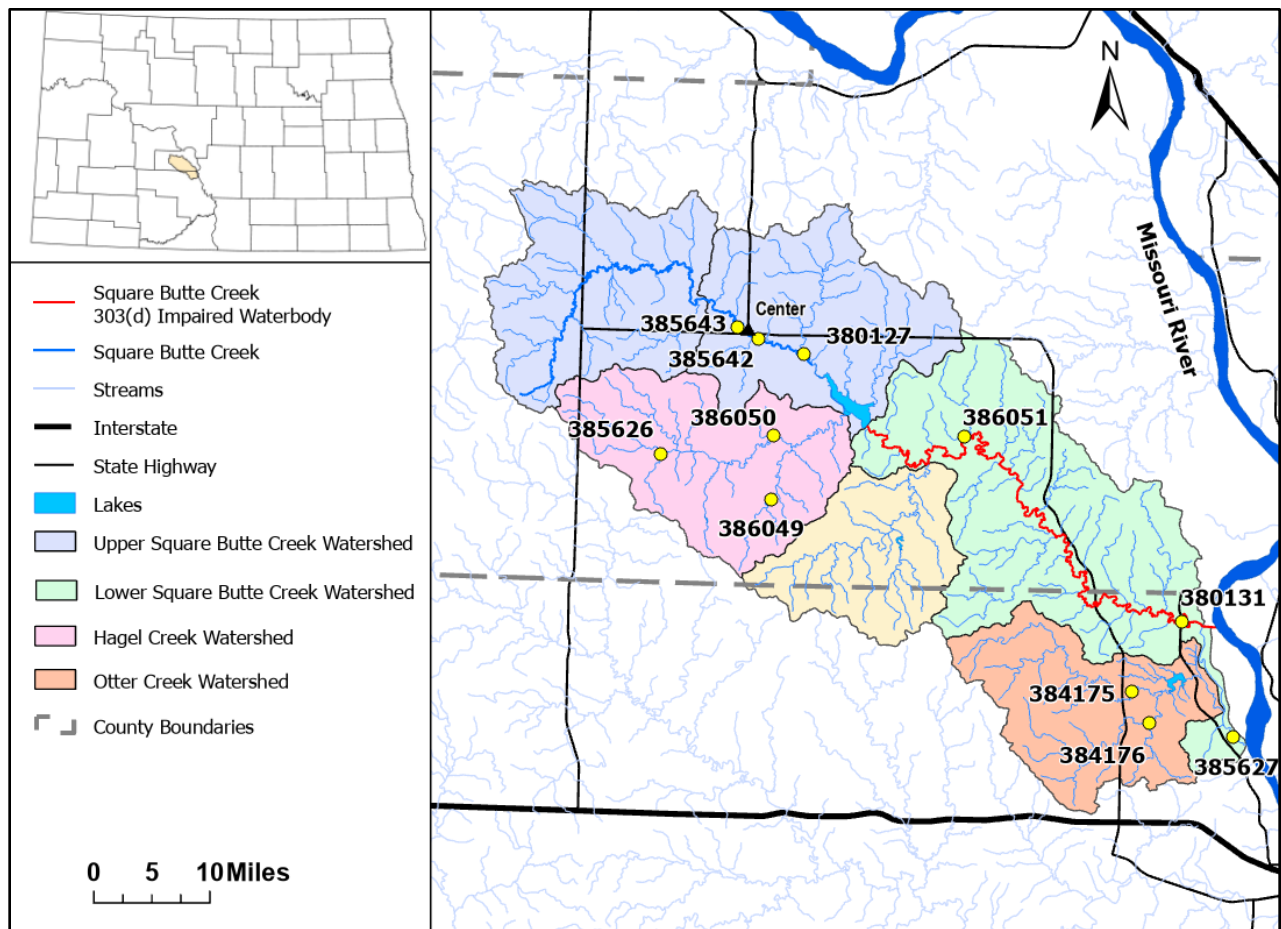 Square Butte Creek
303(d) Impaired Waterbody
Square Butte Creek
Streams
Interstate
State Highway
Lakes
Upper Square Butte Creek Watershed
Lower Square Butte Creek Watershed
Hagel Creek Watershed
Otter Creek Watershed
County Boundaries
0 5 10 Miles
N
Missouri River
Center
385643
380127
385642
386050
386051
385626
386049
380131
384175
384176
385627